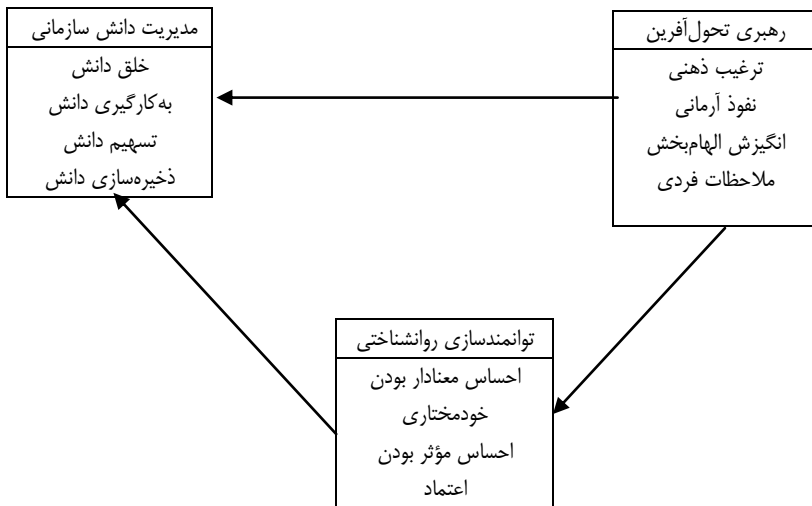 رهبری تحول‌آفرین
ترغیب ذهنی
نفوذ آرمانی
انگیزش الهام‌بخش
ملاحظات فردی
مدیریت دانش سازمانی
خلق دانش
به‌کارگیری دانش
تسهیم دانش
ذخیره‌سازی دانش
توانمندسازی روانشناختی
احساس معنادار بودن
خودمختاری
احساس مؤثر بودن
اعتماد